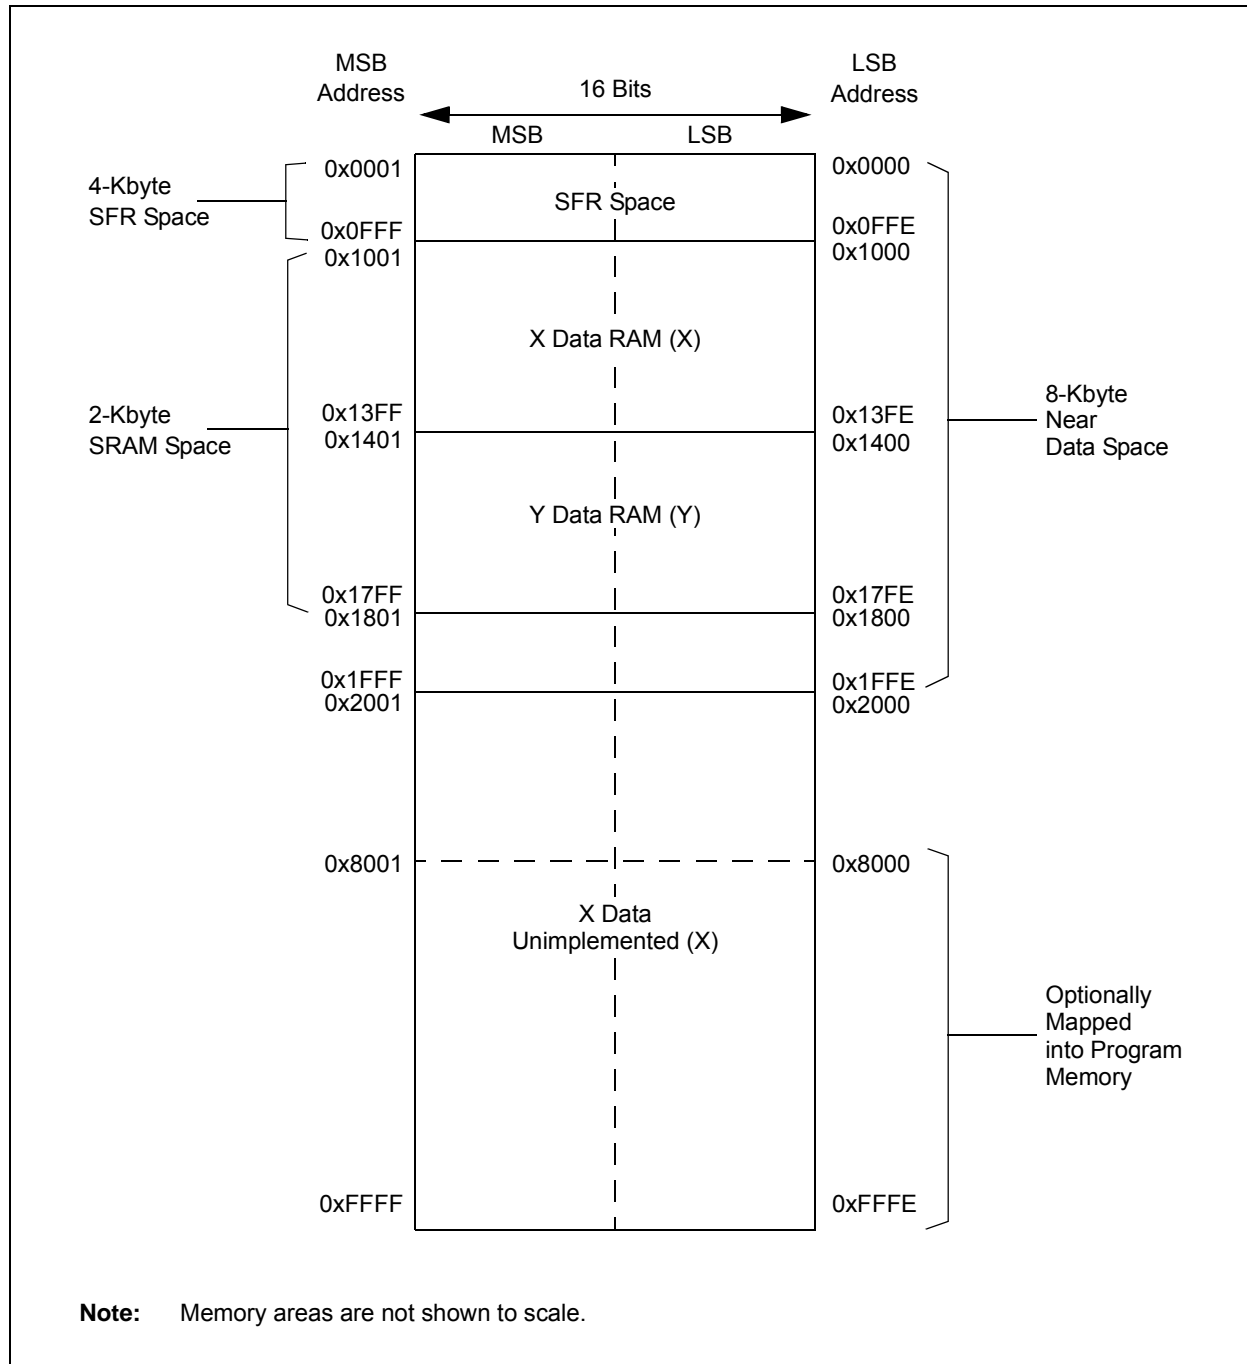 MSB
Address
16 Bits
LSB
Address
MSB
LSB
0x0001
0x0000
4-Kbyte
SFR Space
SFR Space
0x0FFF
0x0FFE
0x1001
0x1000
X Data RAM (X)
2-Kbyte
SRAM Space
0x13FF
0x13FE
0x1401
0x1400
8-Kbyte
Near
Data Space
Y Data RAM (Y)
0x17FF
0x17FE
0x1801
0x1800
0x1FFF
0x1FFE
0x2001
0x2000
0x8001
0x8000
X Data
Unimplemented (X)
Optionally
Mapped
into Program
Memory
0xFFFF
0xFFFE
Note: Memory areas are not shown to scale.